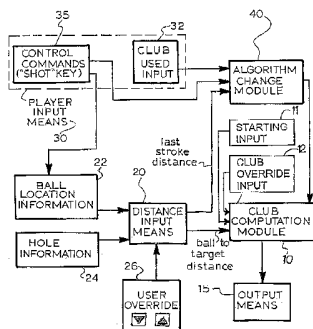 35
32
40
CONTROL
COMMANDS
("SHOT" KEY)
CLUB
USED INPUT
PLAYER
INPUT
MEANS
30
ALGORITHM
CHANGE
MODULE
11
STARTING
INPUT
12
CLUB
OVERRIDE
INPUT
last
stroke
distance
22
BALL
LOCATION
INFORMATION
20
DISTANCE
INPUT
MEANS
CLUB
COMPUTATION
MODULE
10
HOLE
INFORMATION
24
ball to
target
distance
26
USER
OVERRIDE
15
OUTPUT
MEANS